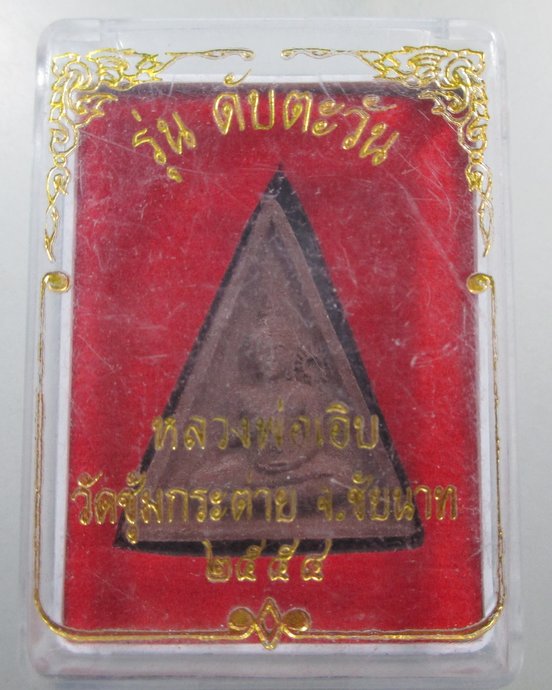 รุ่น ดับตะวัน
หลวงพ่อเอิบ
วัดซุ้มกระต่าย จ.ชัยนาท
๒๕๕๔